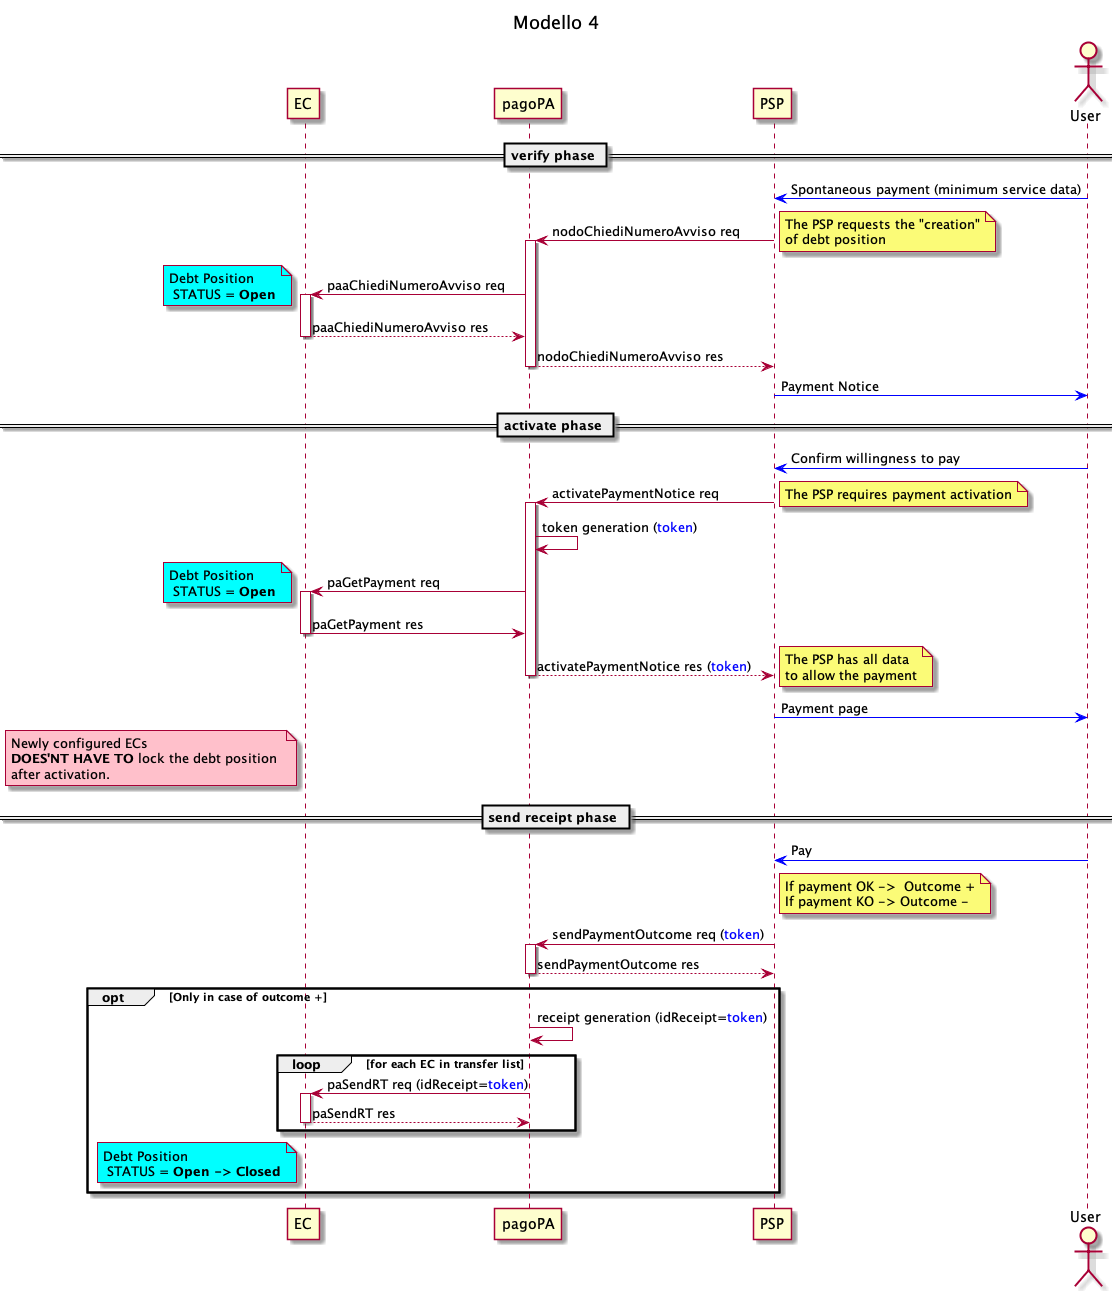 Modello 4
EC
pagoPA
PSP
User
verify phase
Spontaneous payment (minimum service data)
The PSP requests the "creation"
of debt position
nodoChiediNumeroAvviso req
Debt Position
STATUS = Open
paaChiediNumeroAvviso req
paaChiediNumeroAvviso res
nodoChiediNumeroAvviso res
Payment Notice
activate phase
Confirm willingness to pay
The PSP requires payment activation
activatePaymentNotice req
token generation (token)
Debt Position
STATUS = Open
paGetPayment req
paGetPayment res
The PSP has all data
to allow the payment
activatePaymentNotice res (token)
Payment page
Newly configured ECs
DOES'NT HAVE TO lock the debt position
after activation.
send receipt phase
Pay
If payment OK -> Outcome +
If payment KO -> Outcome -
sendPaymentOutcome req (token)
sendPaymentOutcome res
opt [Only in case of outcome +]
receipt generation (idReceipt=token)
loop [for each EC in transfer list]
paSendRT req (idReceipt=token)
paSendRT res
Debt Position
STATUS = Open -> Closed
EC
pagoPA
PSP
User